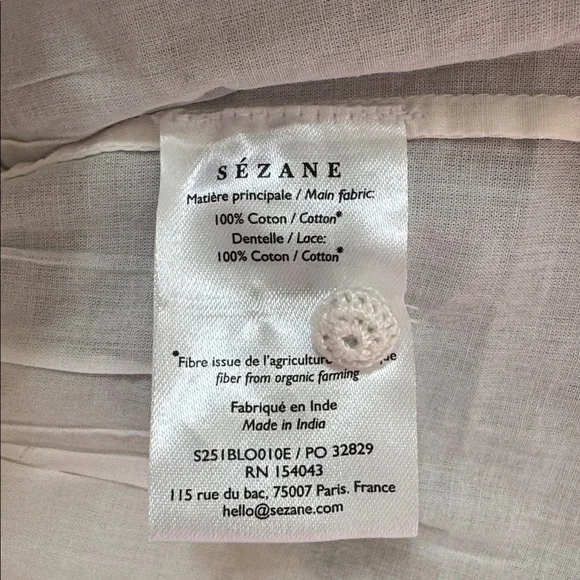 SÉZANE
Matière principale / Main fabric:
100% Coton / Cotton*
Dentelle / Lace:
100% Coton / Cotton*
*Fibre issue de l'agricultur
fiber from organic farming
Fabriqué en Inde
Made in India
S251BLO010E / PO 32829
RN 154043
115 rue du bac, 75007 Paris. France
hello@sezane.com